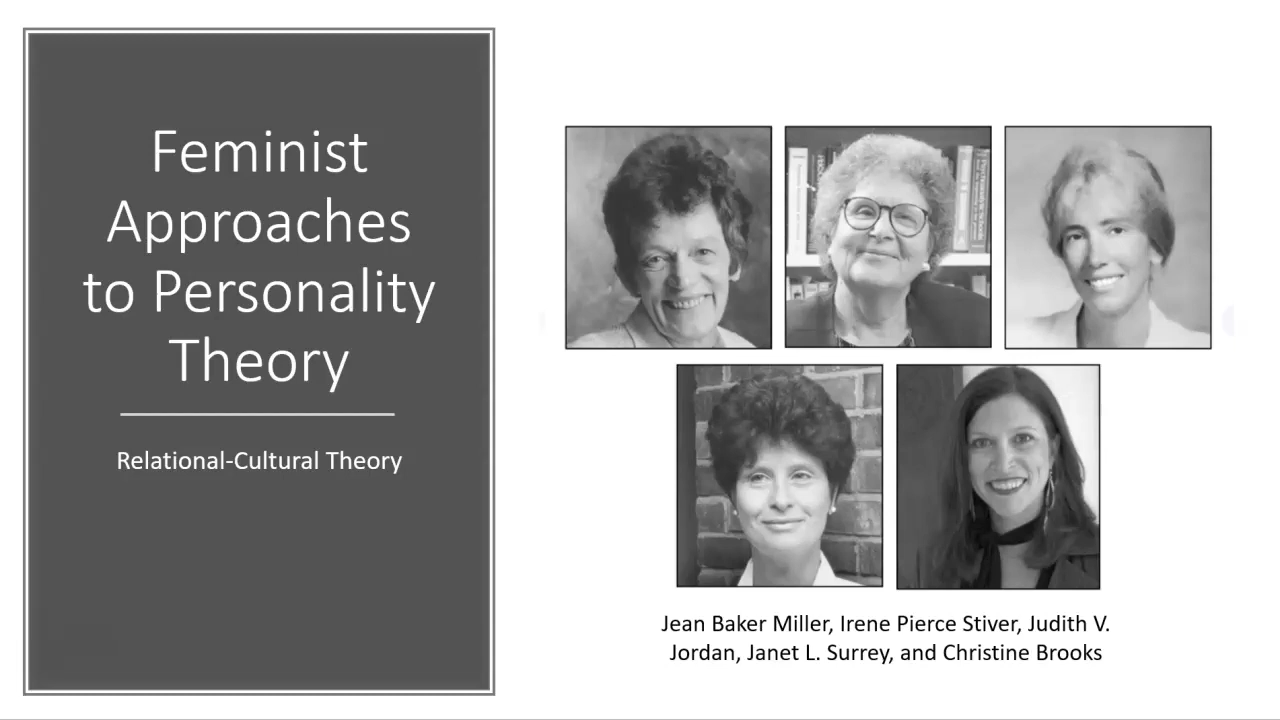 Feminist
Approaches
to Personality
Theory
Relational-Cultural Theory
Jean Baker Miller, Irene Pierce Stiver, Judith V.
Jordan, Janet L. Surrey, and Christine Brooks